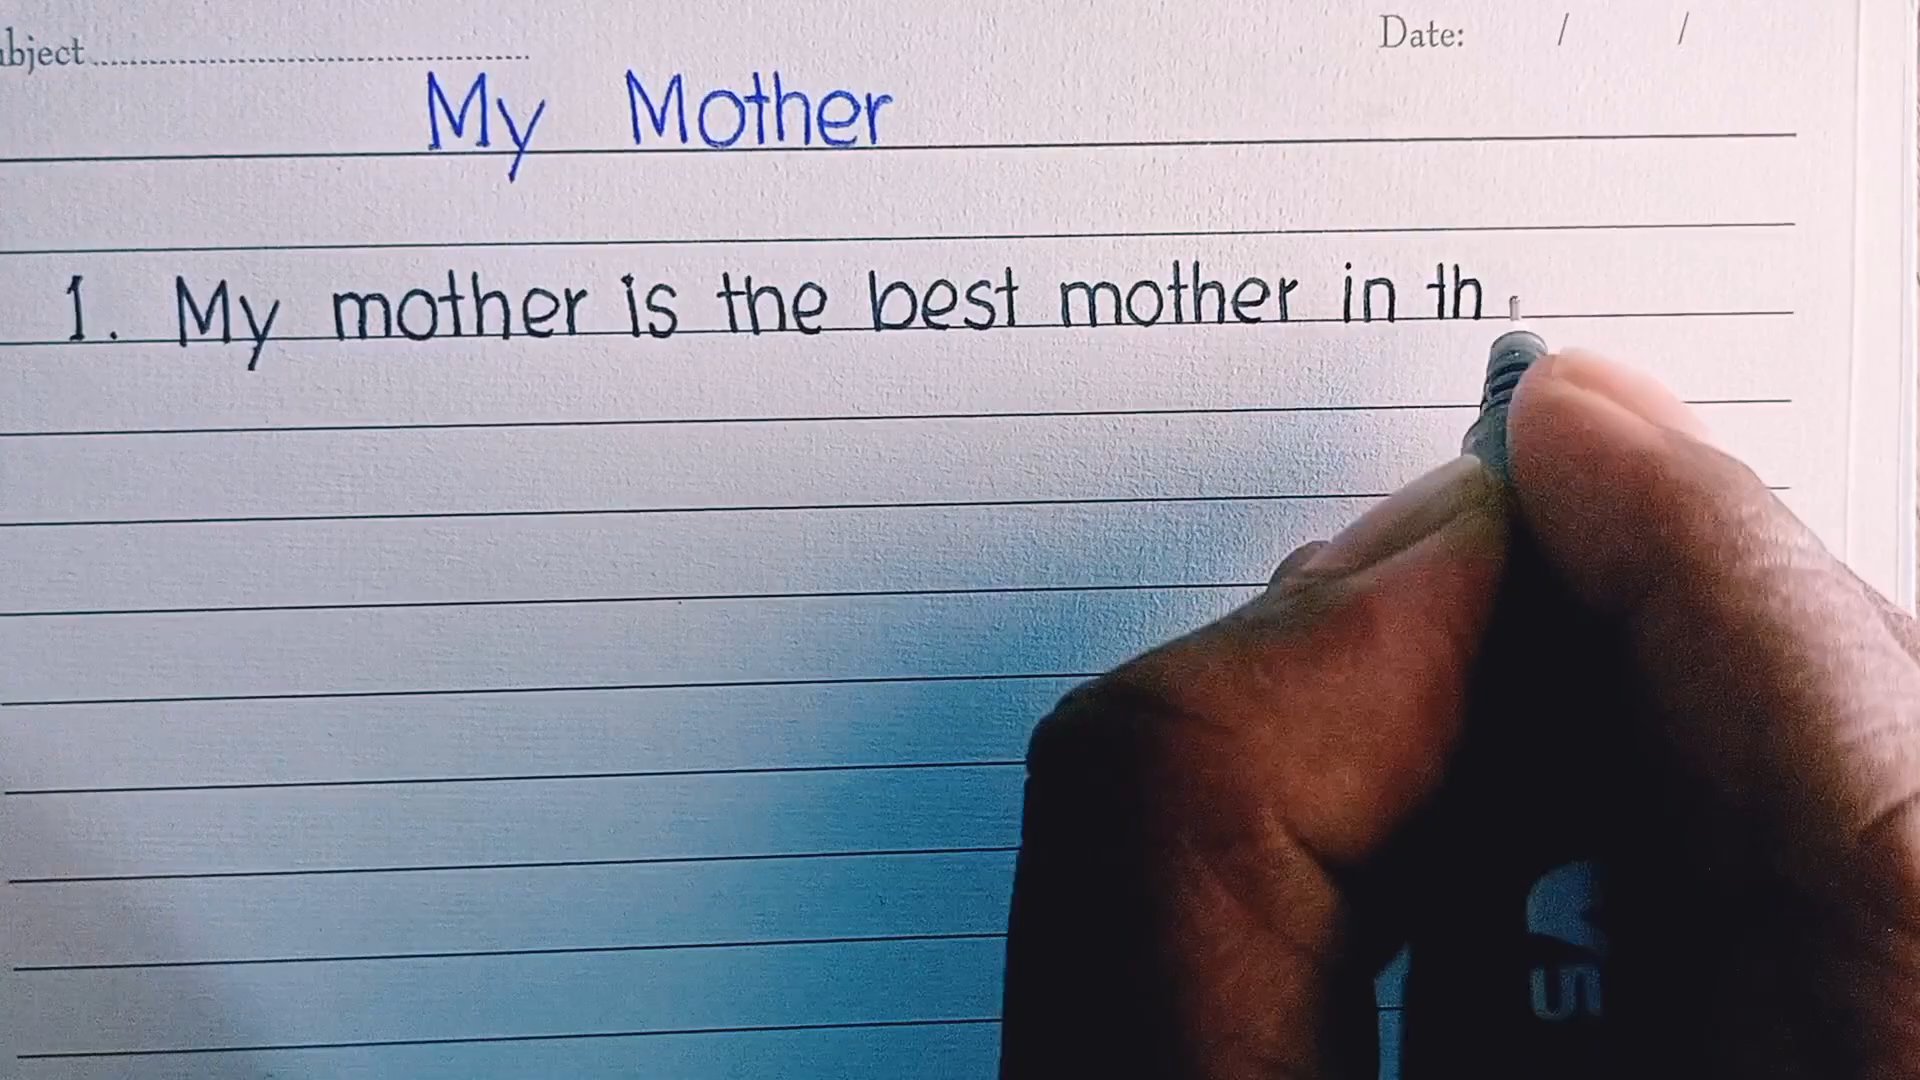 ubject.......................................... Date: / /
My Mother
1. My mother is the best mother in th